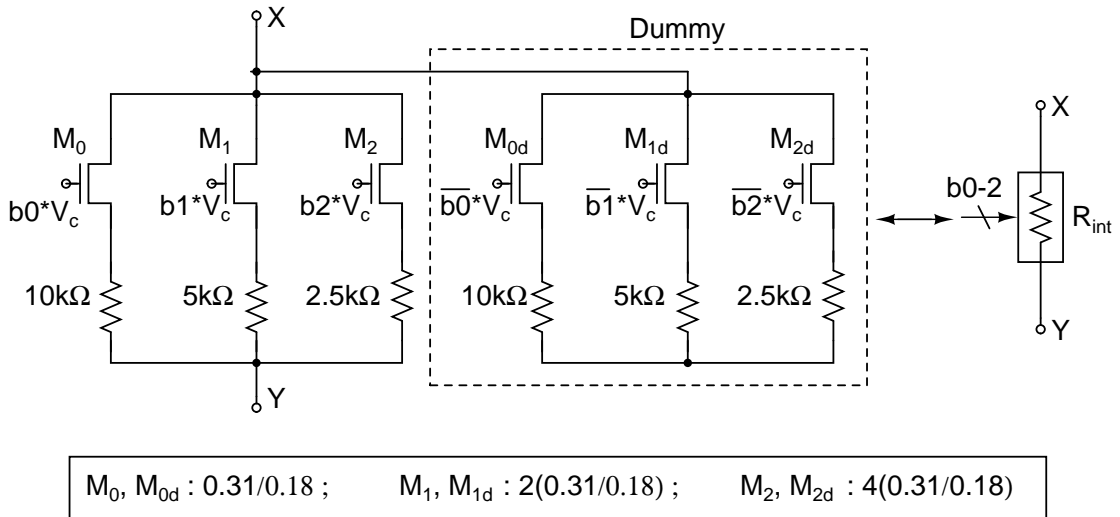 X
Dummy
M0 M1 M2 M0d M1d M2d X
b0*Vc b1*Vc b2*Vc b0*Vc b1*Vc b2*Vc b0-2 Rint
10kΩ 5kΩ 2.5kΩ 10kΩ 5kΩ 2.5kΩ Y
Y
M0, M0d : 0.31/0.18 ; M1, M1d : 2(0.31/0.18) ; M2, M2d : 4(0.31/0.18)